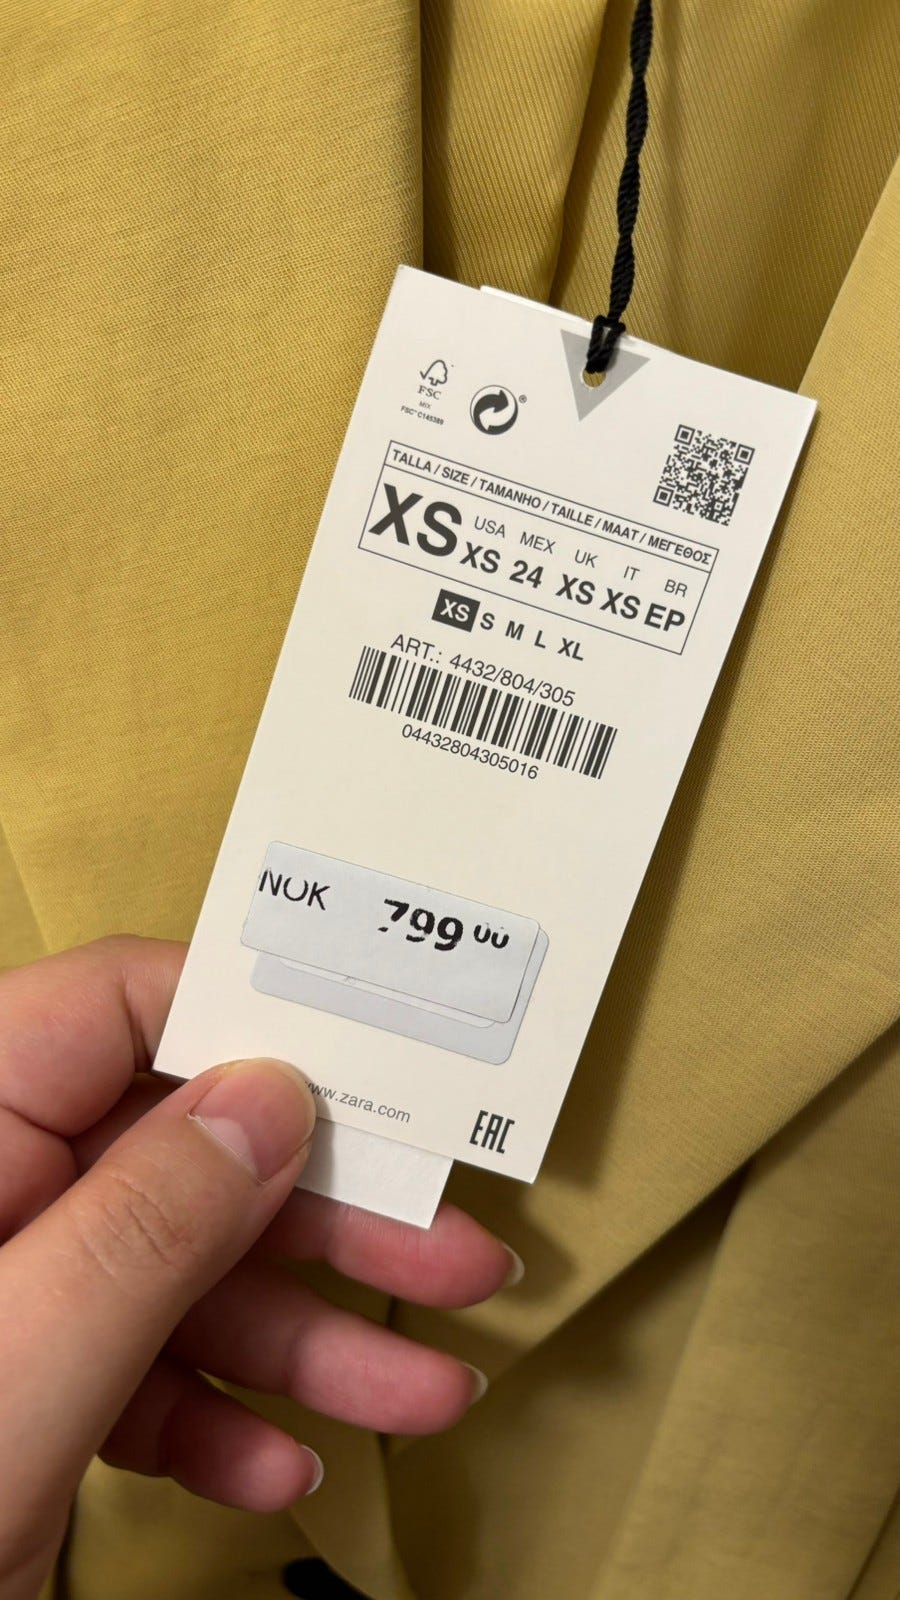 FSC
MIX
FSC® C145389
®
TALLA / SIZE / TAMANHO / TAILLE / MAAT / ΜΕΓΕΘΟΣ
XS
USA MEX UK IT BR
XS 24 XS XS EP
XS S M L XL
ART.: 4432/804/305
04432804305016
NOK 799 00
www.zara.com
EAC